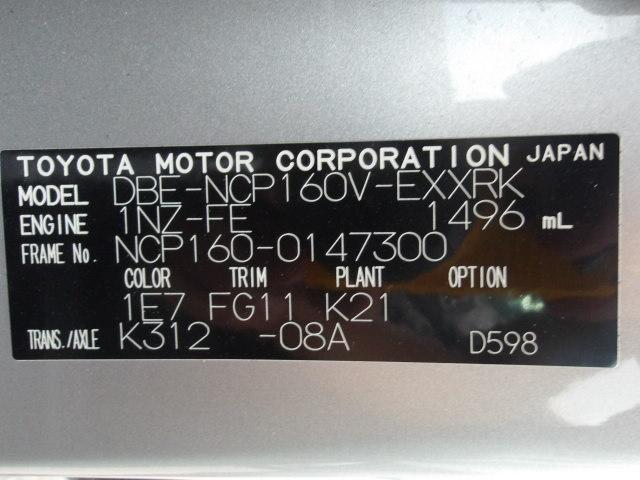 TOYOTA MOTOR CORPORATION JAPAN
MODEL DBE-NCP160V-EXXRK
ENGINE 1NZ-FE 1496 mL
FRAME No. NCP160-0147300
COLOR TRIM PLANT OPTION
1E7 FG11 K21
TRANS./AXLE K312 -08A D598